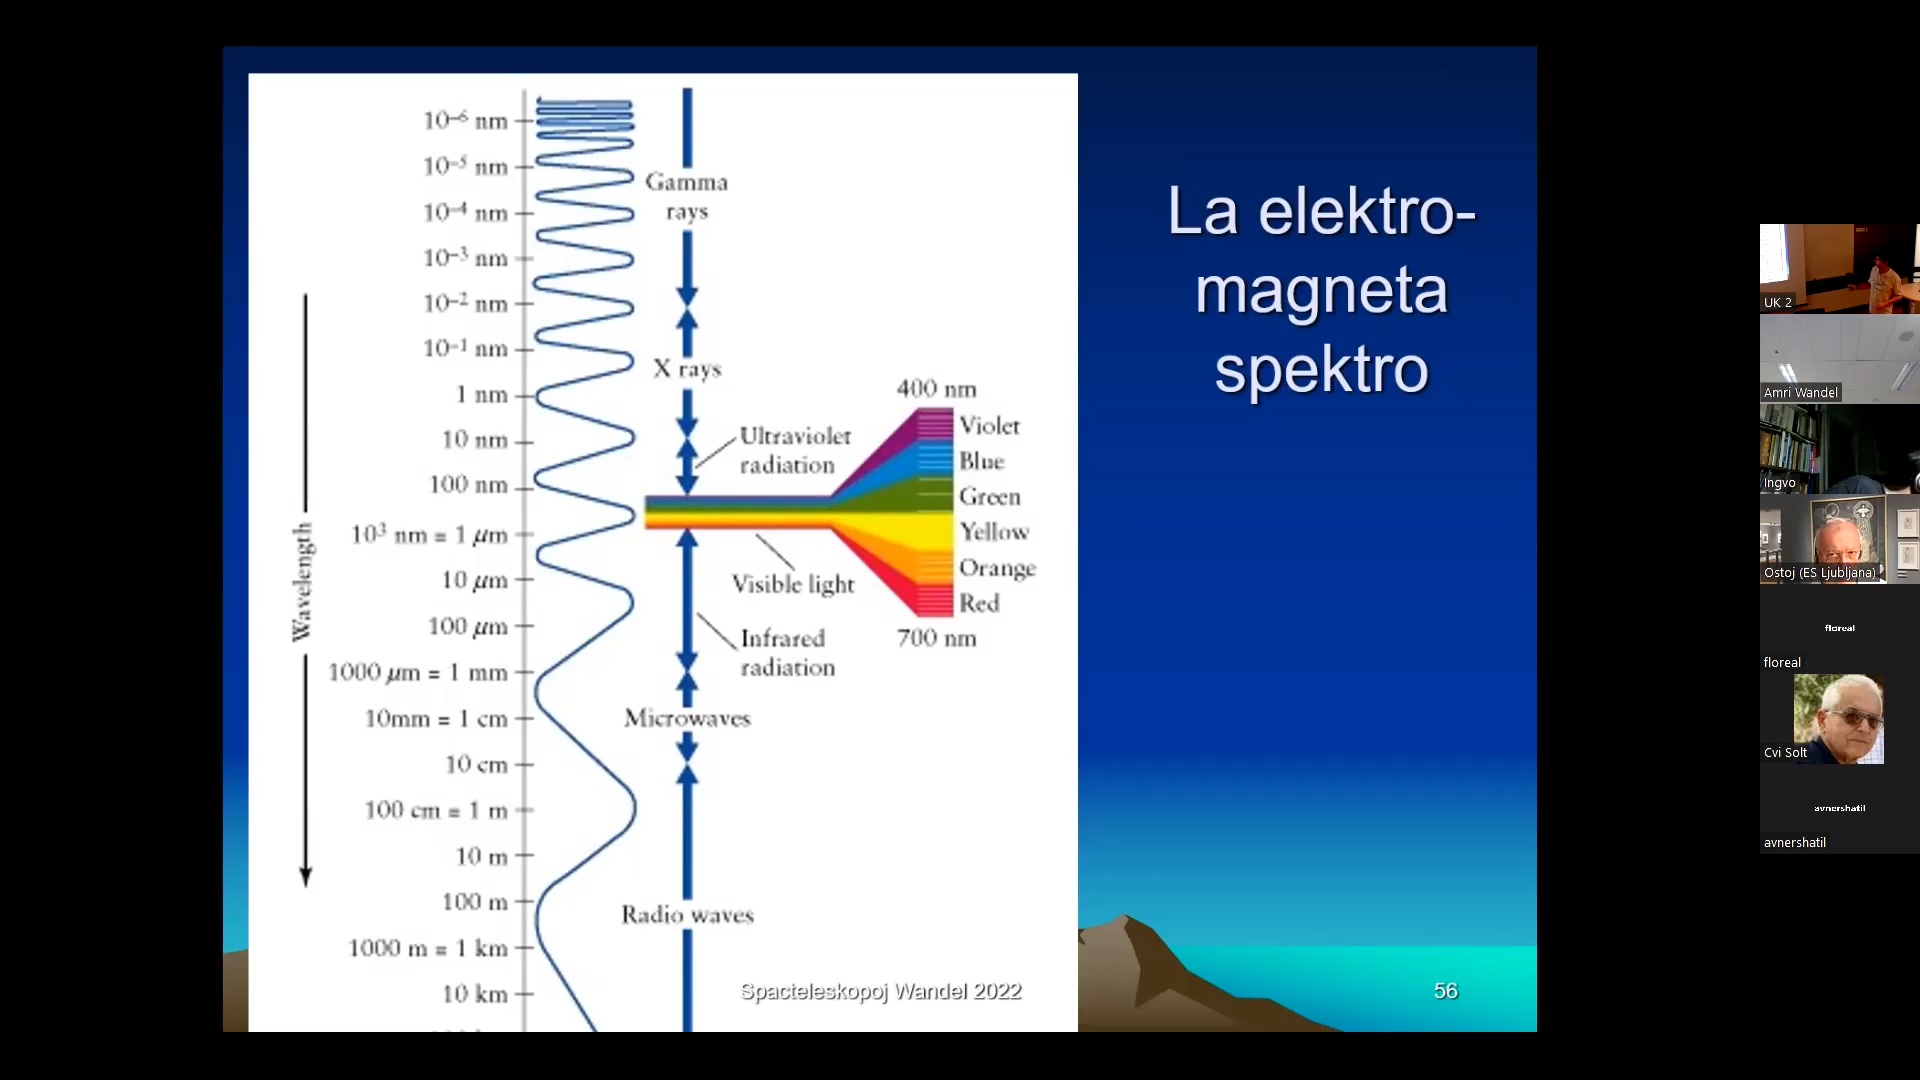 10⁻⁶ nm
10⁻⁵ nm
10⁻⁴ nm
10⁻³ nm
10⁻² nm
10⁻¹ nm
1 nm
10 nm
100 nm
10³ nm = 1 μm
10 μm
100 μm
1000 μm = 1 mm
10mm = 1 cm
10 cm
100 cm = 1 m
10 m
100 m
1000 m = 1 km
10 km
Wavelength
Gamma
rays
X rays
Ultraviolet
radiation
Visible light
Infrared
radiation
Microwaves
Radio waves
400 nm
Violet
Blue
Green
Yellow
Orange
Red
700 nm
La elektro-
magneta
spektro
Spacteleskopoj Wandel 2022
56
UK 2
Amri Wandel
Ingvo
Ostoj (ES Ljubljana)
floreal
floreal
Cvi Solt
avnershatil
avnershatil